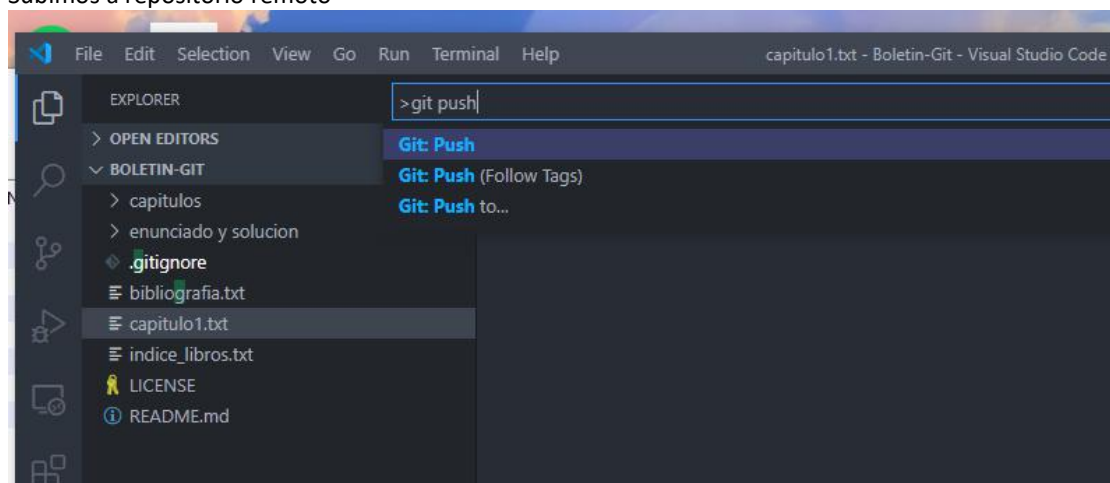 Subimos a repositorio remoto
File Edit Selection View Go Run Terminal Help capitulo1.txt - Boletin-Git - Visual Studio Code
EXPLORER
>git push
> OPEN EDITORS
Git: Push
BOLETIN-GIT
Git: Push (Follow Tags)
> capitulos
Git: Push to...
> enunciado y solucion
.gitignore
bibliografia.txt
capitulo1.txt
indice_libros.txt
LICENSE
README.md